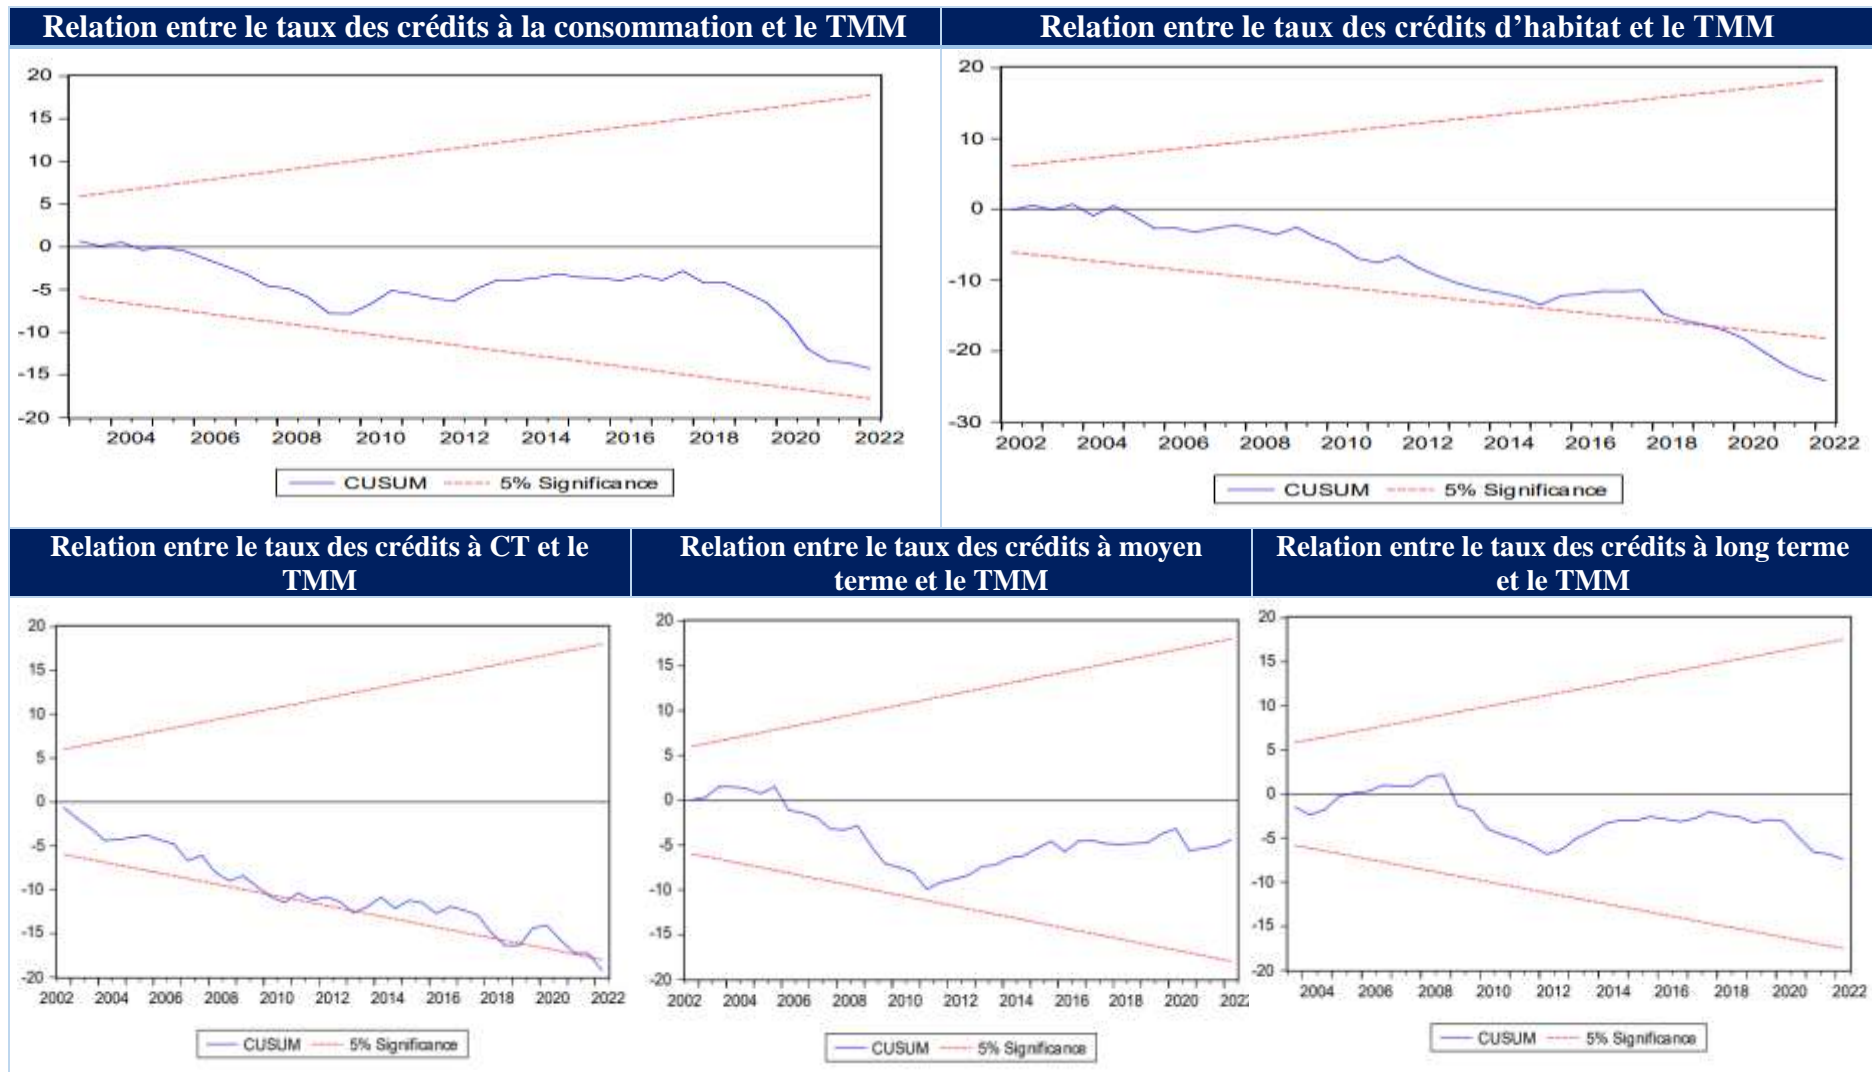 Relation entre le taux des crédits à la consommation et le TMM
Relation entre le taux des crédits d’habitat et le TMM
20
15
10
5
0
-5
-10
-15
-20
2004 2006 2008 2010 2012 2014 2016 2018 2020 2022
CUSUM 5% Significance
20
10
0
-10
-20
-30
2002 2004 2006 2008 2010 2012 2014 2016 2018 2020 2022
CUSUM 5% Significance
Relation entre le taux des crédits à CT et le
TMM
Relation entre le taux des crédits à moyen
terme et le TMM
Relation entre le taux des crédits à long terme
et le TMM
20
15
10
5
0
-5
-10
-15
-20
2002 2004 2006 2008 2010 2012 2014 2016 2018 2020 2022
CUSUM 5% Significance
20
15
10
5
0
-5
-10
-15
-20
2002 2004 2006 2008 2010 2012 2014 2016 2018 2020 2022
CUSUM 5% Significance
20
15
10
5
0
-5
-10
-15
-20
2004 2006 2008 2010 2012 2014 2016 2018 2020 2022
CUSUM 5% Significance